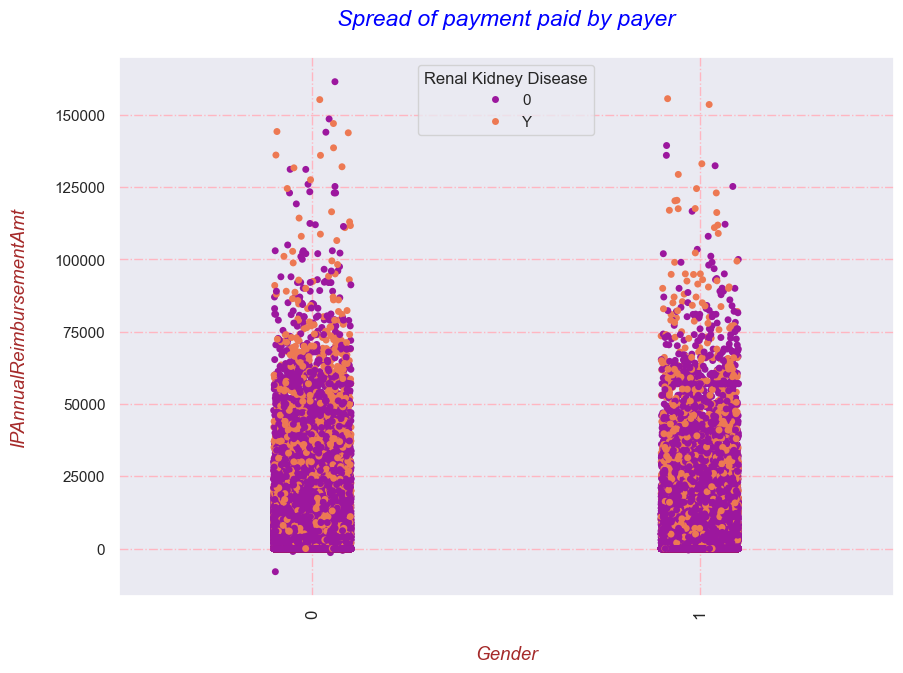 Spread of payment paid by payer
Renal Kidney Disease
0
Y
IPAnnualReimbursementAmt
150000
125000
100000
75000
50000
25000
0
0
1
Gender